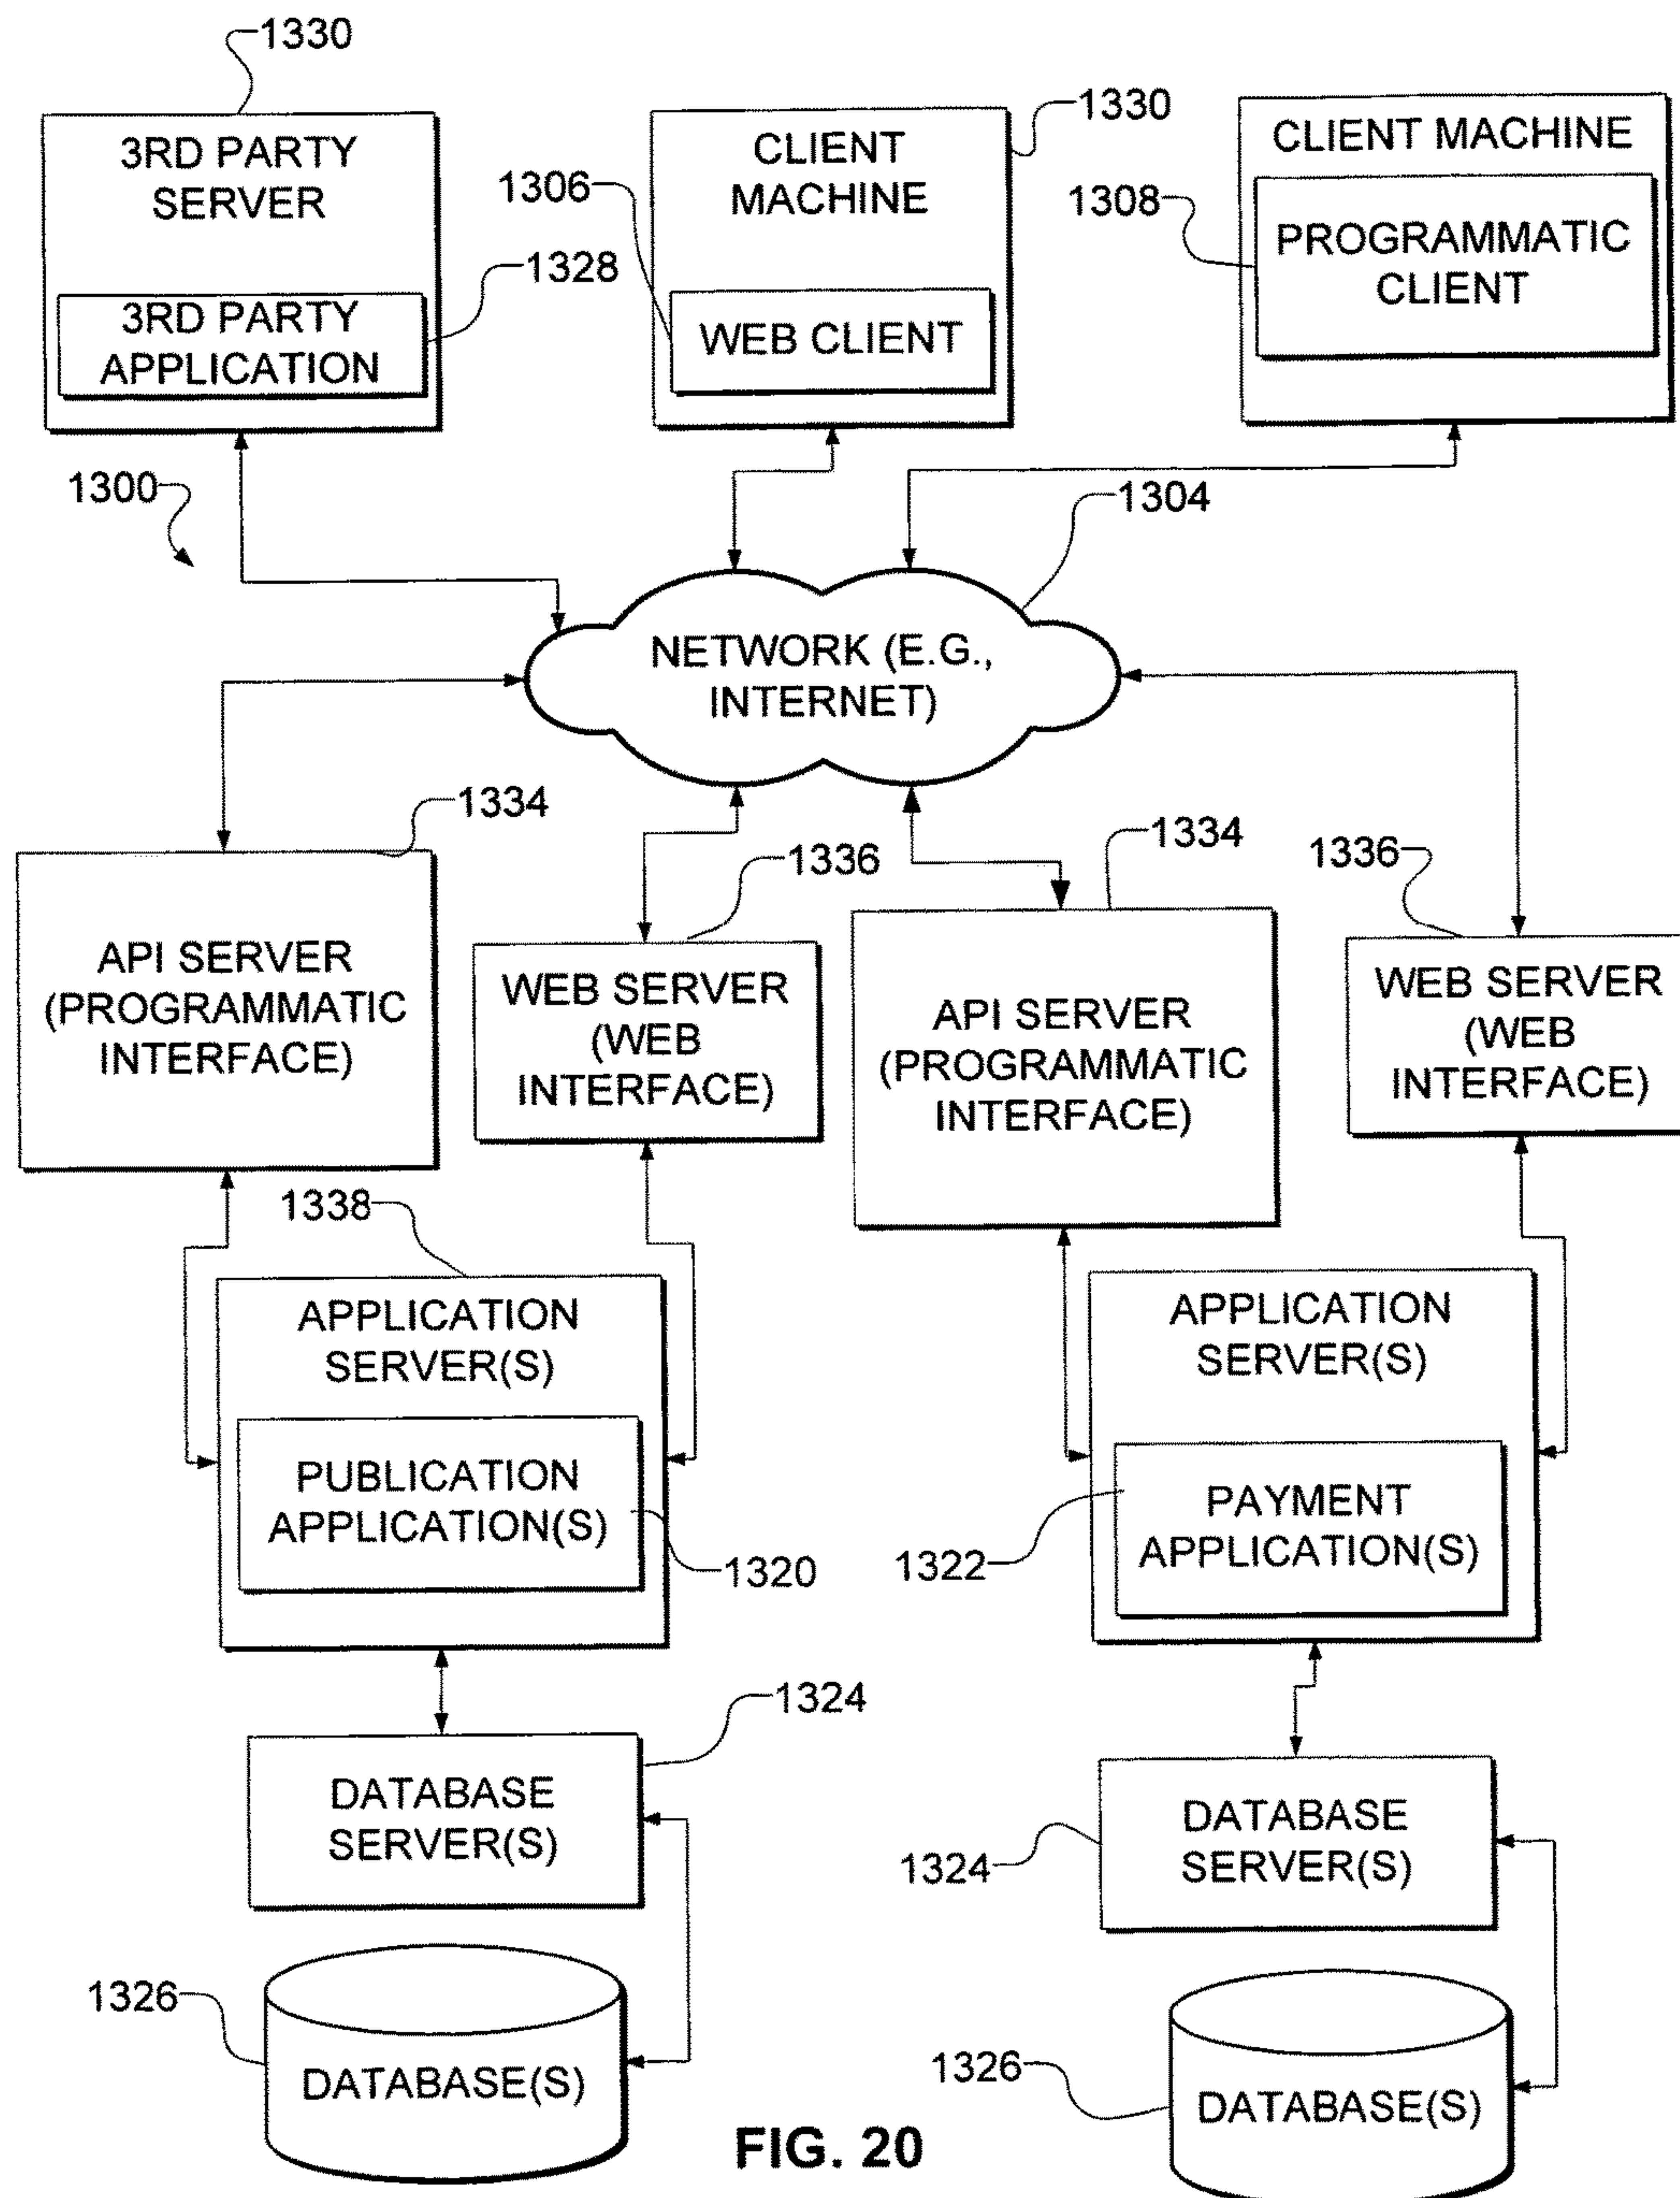 1330
3RD PARTY
SERVER
1328
3RD PARTY
APPLICATION
1330
CLIENT
MACHINE
1306
WEB CLIENT
CLIENT MACHINE
1308
PROGRAMMATIC
CLIENT
1300
1304
NETWORK (E.G.,
INTERNET)
1334
API SERVER
(PROGRAMMATIC
INTERFACE)
1336
WEB SERVER
(WEB
INTERFACE)
1334
API SERVER
(PROGRAMMATIC
INTERFACE)
1336
WEB SERVER
(WEB
INTERFACE)
1338
APPLICATION
SERVER(S)
PUBLICATION
APPLICATION(S)
1320
APPLICATION
SERVER(S)
1322
PAYMENT
APPLICATION(S)
1324
DATABASE
SERVER(S)
1324
DATABASE
SERVER(S)
1326
DATABASE(S)
1326
DATABASE(S)
FIG. 20